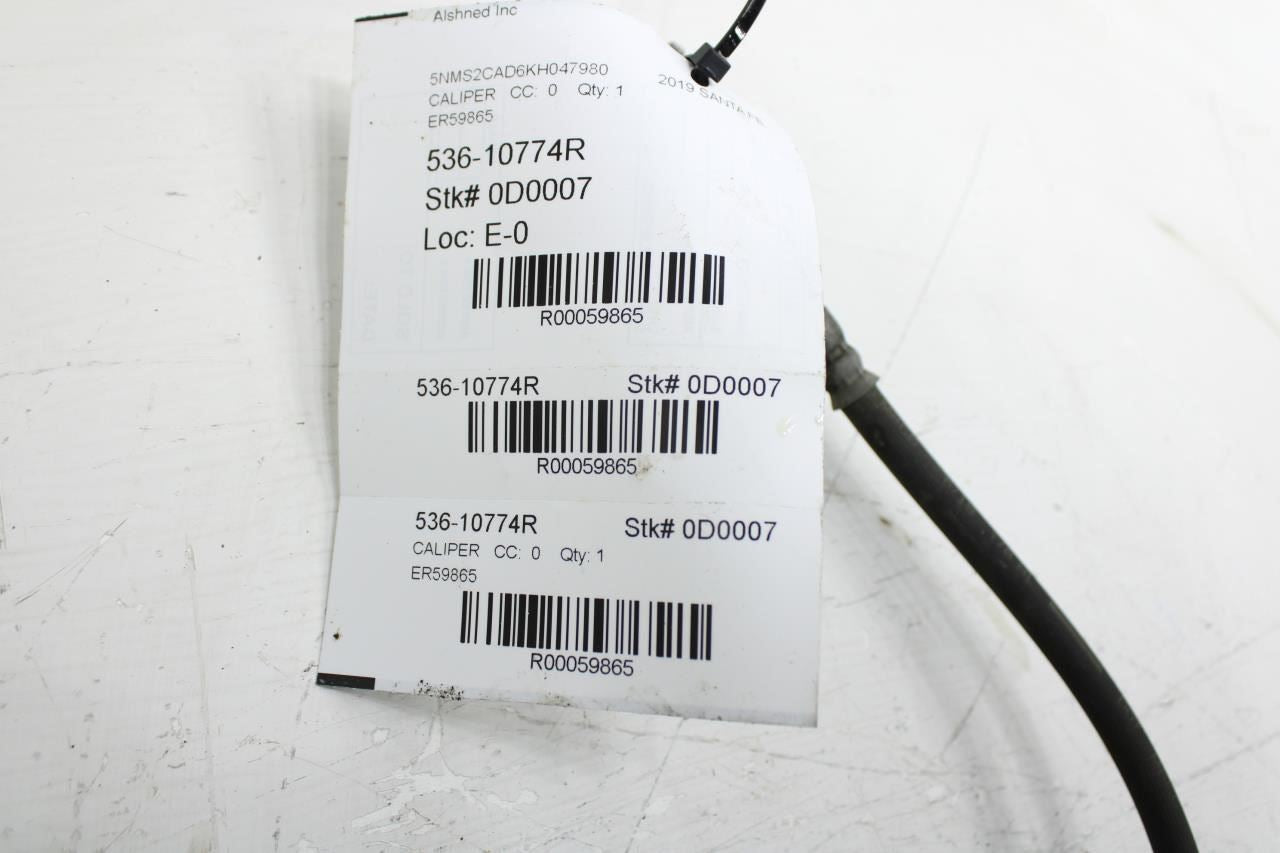 Alshned Inc
5NMS2CAD6KH047980
2019 SANTA FE
CALIPER CC: 0 Qty: 1
ER59865
536-10774R
Stk# 0D0007
Loc: E-0
R00059865
536-10774R Stk# 0D0007
R00059865
536-10774R Stk# 0D0007
CALIPER CC: 0 Qty: 1
ER59865
R00059865